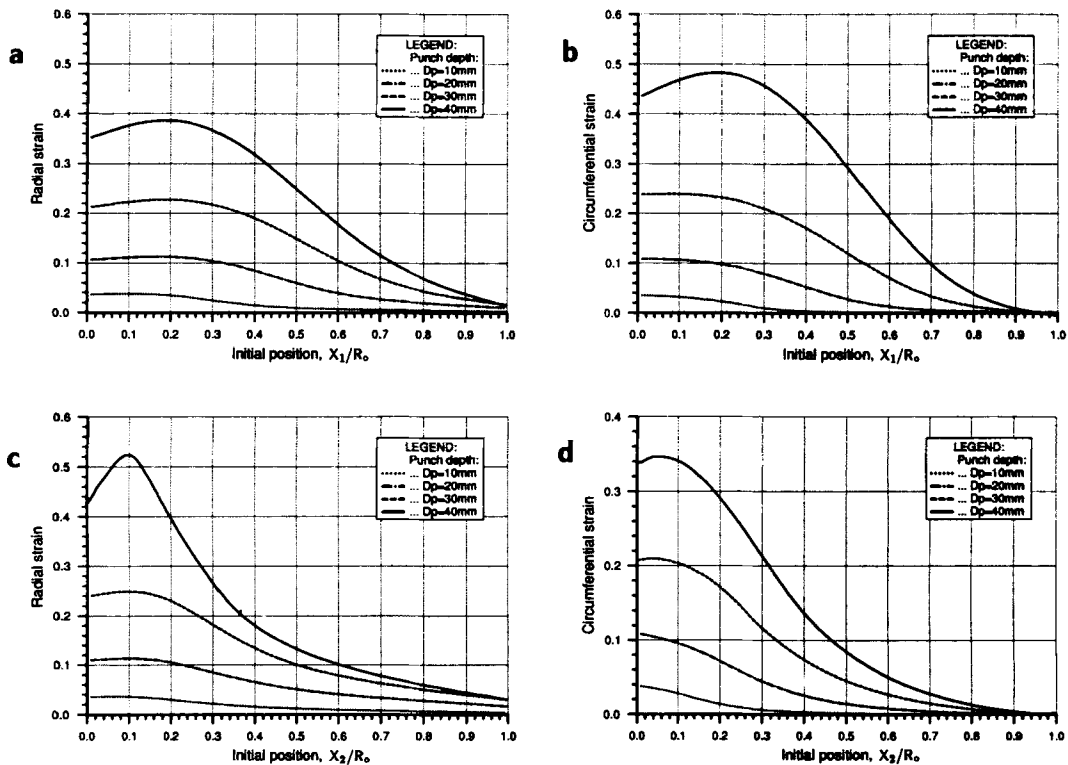 a
0.6
0.5
0.4
0.3
0.2
0.1
0.0
Radial strain
LEGEND:
Punch depth:
... Dp=10mm
... Dp=20mm
... Dp=30mm
... Dp=40mm
0.0 0.1 0.2 0.3 0.4 0.5 0.6 0.7 0.8 0.9 1.0
Initial position, X₁/R₀
b
0.6
0.5
0.4
0.3
0.2
0.1
0.0
Circumferential strain
LEGEND:
Punch depth:
... Dp=10mm
... Dp=20mm
... Dp=30mm
... Dp=40mm
0.0 0.1 0.2 0.3 0.4 0.5 0.6 0.7 0.8 0.9 1.0
Initial position, X₁/R₀
c
0.6
0.5
0.4
0.3
0.2
0.1
0.0
Radial strain
LEGEND:
Punch depth:
... Dp=10mm
... Dp=20mm
... Dp=30mm
... Dp=40mm
0.0 0.1 0.2 0.3 0.4 0.5 0.6 0.7 0.8 0.9 1.0
Initial position, X₂/R₀
d
0.4
0.3
0.2
0.1
0.0
Circumferential strain
LEGEND:
Punch depth:
... Dp=10mm
... Dp=20mm
... Dp=30mm
... Dp=40mm
0.0 0.1 0.2 0.3 0.4 0.5 0.6 0.7 0.8 0.9 1.0
Initial position, X₂/R₀